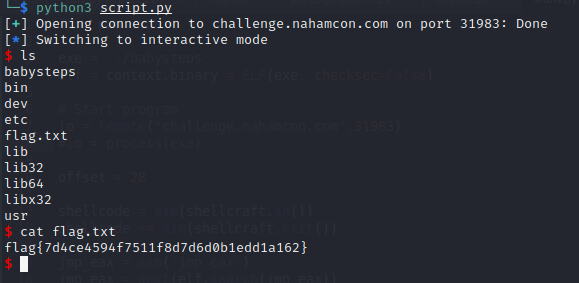 └─$ python3 script.py
[+] Opening connection to challenge.nahamcon.com on port 31983: Done
[*] Switching to interactive mode
$ ls
babysteps
bin
dev
etc
flag.txt
lib
lib32
lib64
libx32
usr
$ cat flag.txt
flag{7d4ce4594f7511f8d7d6d0b1edd1a162}
$